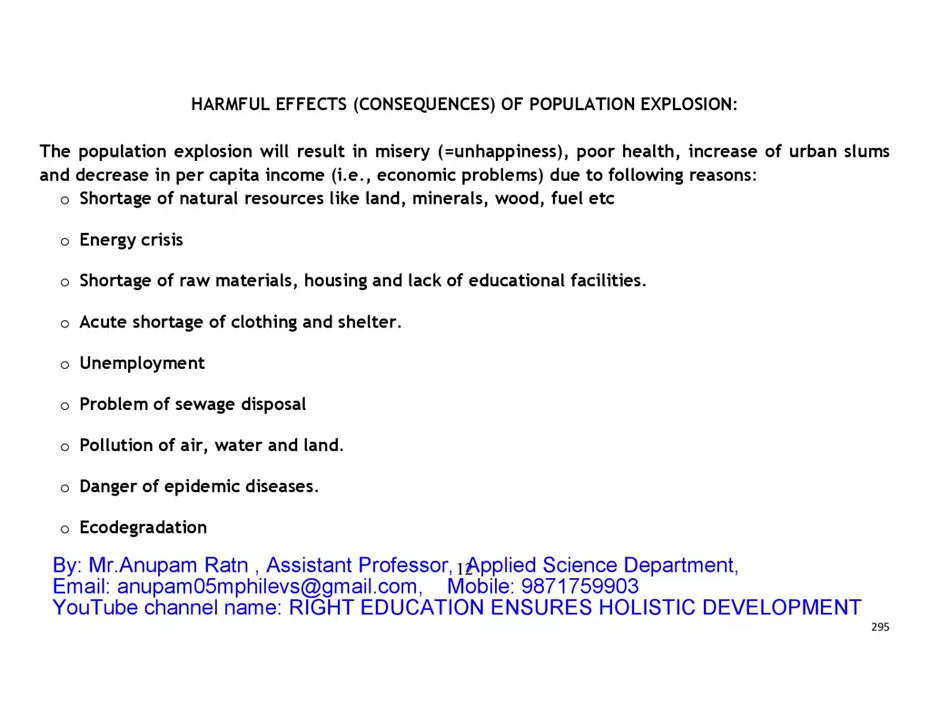 HARMFUL EFFECTS (CONSEQUENCES) OF POPULATION EXPLOSION:
The population explosion will result in misery (=unhappiness), poor health, increase of urban slums
and decrease in per capita income (i.e., economic problems) due to following reasons:
o Shortage of natural resources like land, minerals, wood, fuel etc
o Energy crisis
o Shortage of raw materials, housing and lack of educational facilities.
o Acute shortage of clothing and shelter.
o Unemployment
o Problem of sewage disposal
o Pollution of air, water and land.
o Danger of epidemic diseases.
o Ecodegradation
By: Mr.Anupam Ratn , Assistant Professor, Applied Science Department,
12
Email: anupam05mphilevs@gmail.com, Mobile: 9871759903
YouTube channel name: RIGHT EDUCATION ENSURES HOLISTIC DEVELOPMENT
295